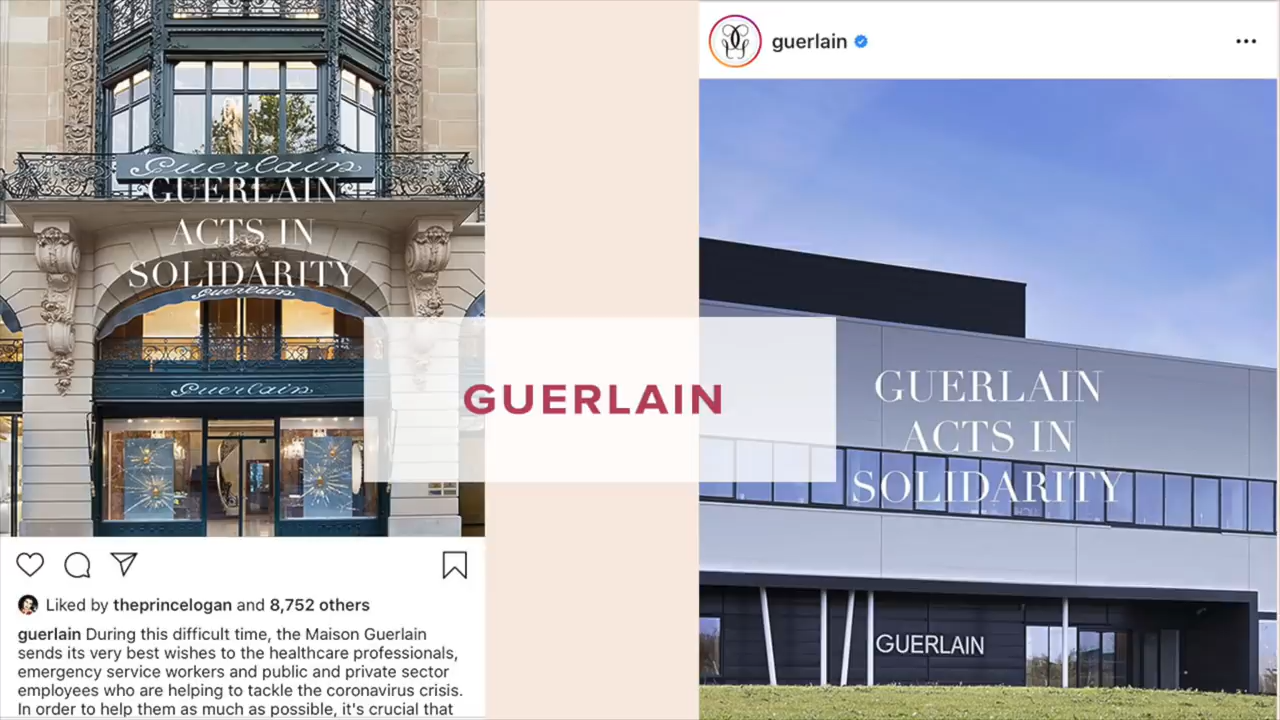 Guerlain
GUERLAIN
ACTS IN
SOLIDARITY
Guerlain
Guerlain
Liked by theprincelogan and 8,752 others
guerlain During this difficult time, the Maison Guerlain
sends its very best wishes to the healthcare professionals,
emergency service workers and public and private sector
employees who are helping to tackle the coronavirus crisis.
In order to help them as much as possible, it's crucial that
GUERLAIN
guerlain
GUERLAIN
ACTS IN
SOLIDARITY
GUERLAIN